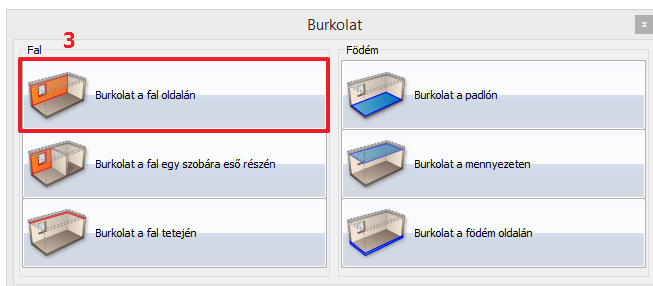 Burkolat
x
3
Fal
Burkolat a fal oldalán
Burkolat a fal egy szobára eső részén
Burkolat a fal tetején
Födém
Burkolat a padlón
Burkolat a mennyezeten
Burkolat a födém oldalán